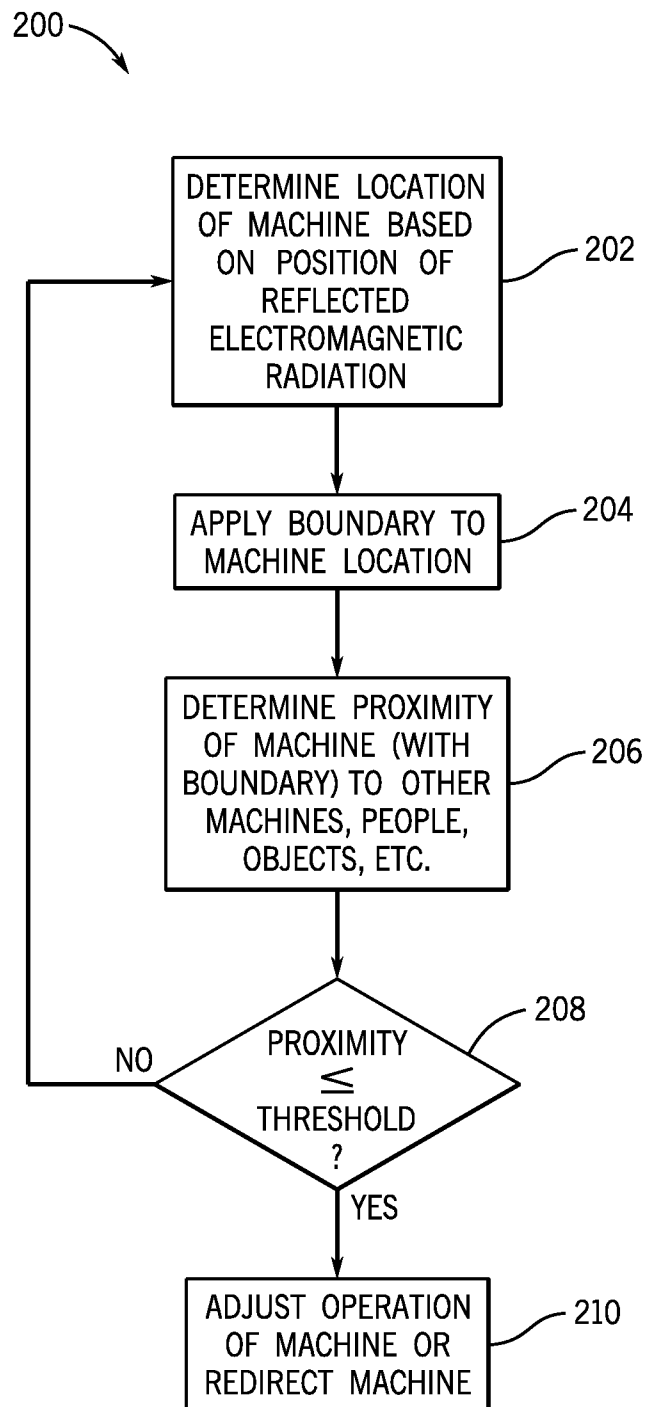 200
DETERMINE LOCATION
OF MACHINE BASED
ON POSITION OF
REFLECTED
ELECTROMAGNETIC
RADIATION
202
APPLY BOUNDARY TO
MACHINE LOCATION
204
DETERMINE PROXIMITY
OF MACHINE (WITH
BOUNDARY) TO OTHER
MACHINES, PEOPLE,
OBJECTS, ETC.
206
PROXIMITY
≤
THRESHOLD
?
208
NO
YES
ADJUST OPERATION
OF MACHINE OR
REDIRECT MACHINE
210